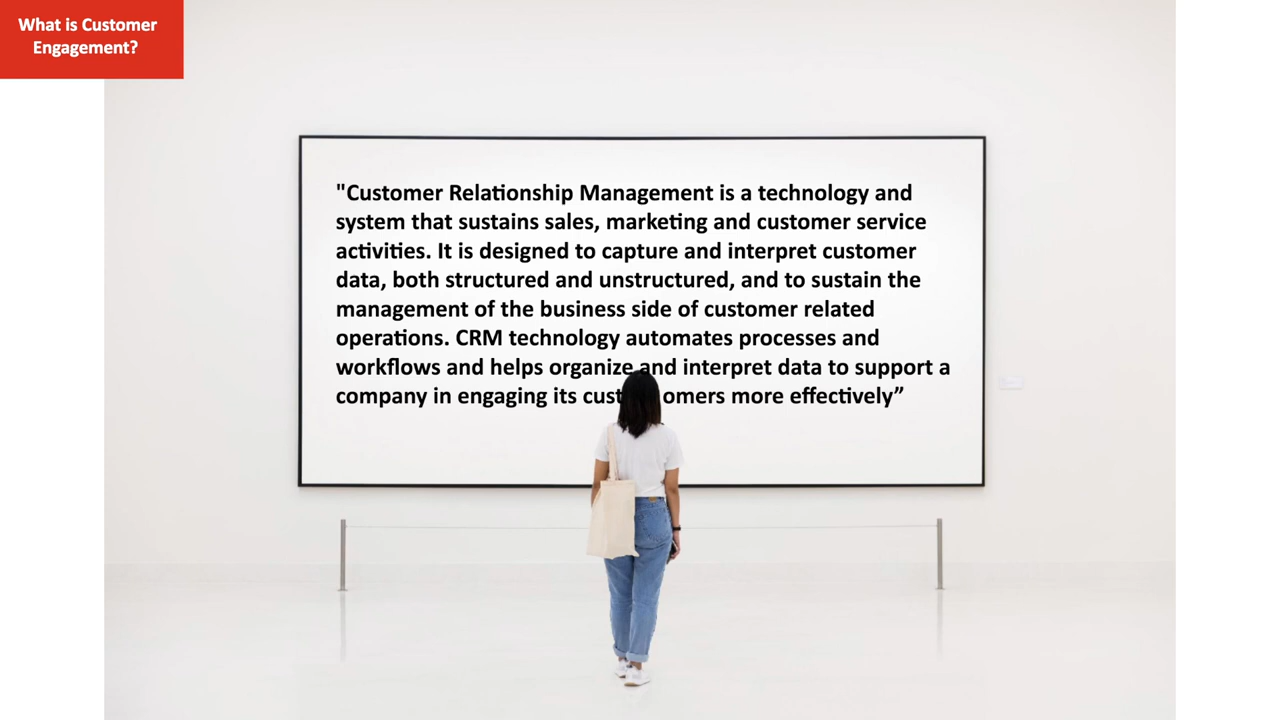 What is Customer
Engagement?
"Customer Relationship Management is a technology and
system that sustains sales, marketing and customer service
activities. It is designed to capture and interpret customer
data, both structured and unstructured, and to sustain the
management of the business side of customer related
operations. CRM technology automates processes and
workflows and helps organize and interpret data to support a
company in engaging its customers more effectively”